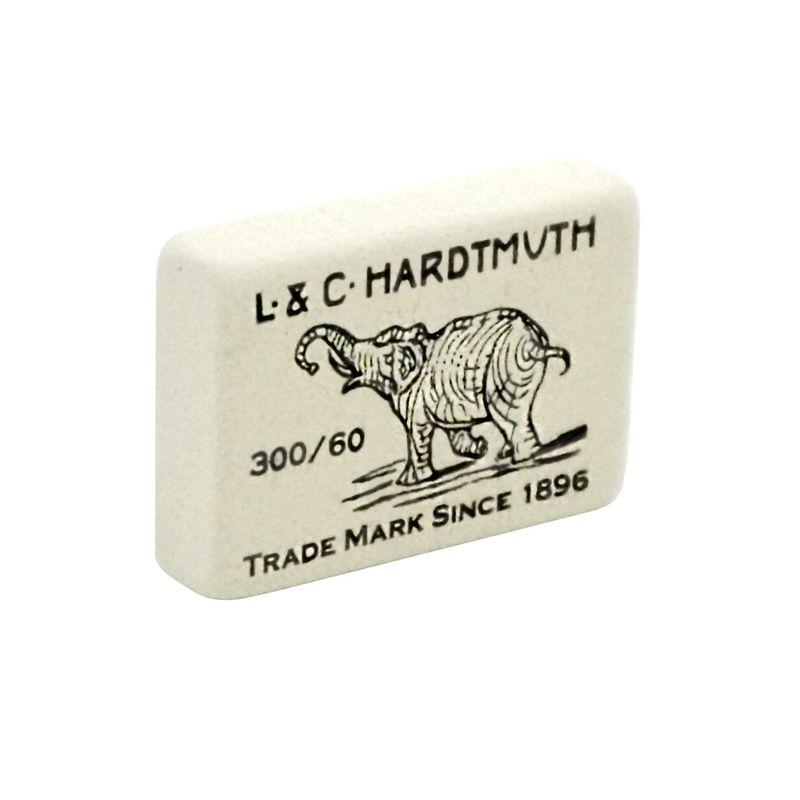 L·& C·HARDTMUTH
300/60
TRADE MARK SINCE 1896